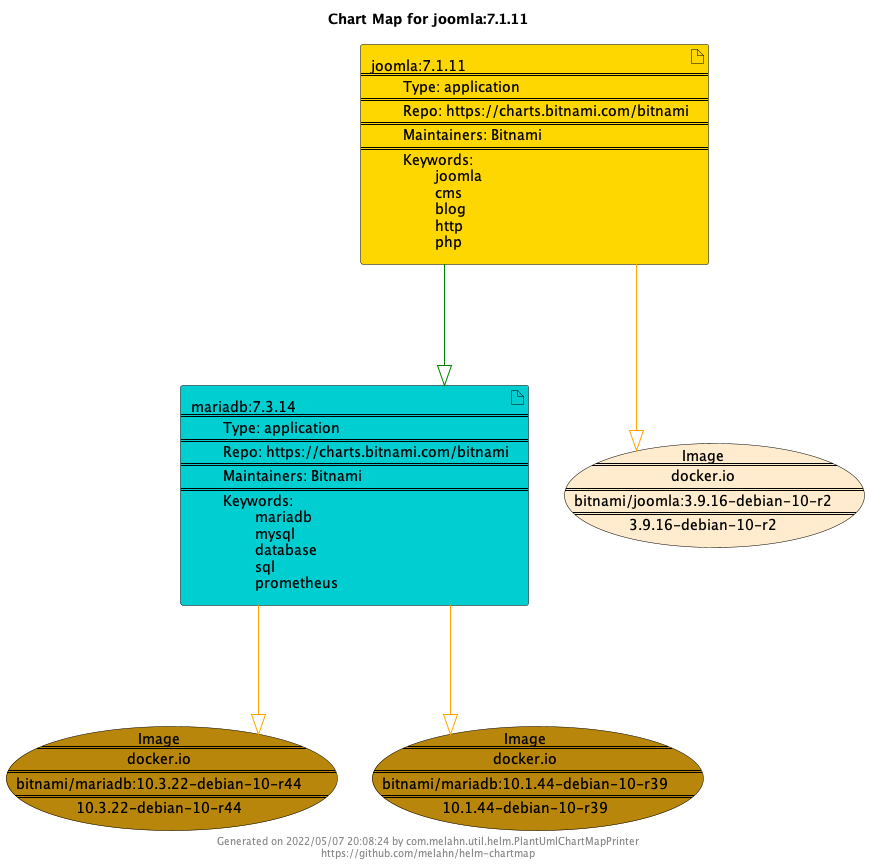 Chart Map for joomla:7.1.11
joomla:7.1.11
Type: application
Repo: https://charts.bitnami.com/bitnami
Maintainers: Bitnami
Keywords:
joomla
cms
blog
http
php
mariadb:7.3.14
Type: application
Repo: https://charts.bitnami.com/bitnami
Maintainers: Bitnami
Keywords:
mariadb
mysql
database
sql
prometheus
Image
docker.io
bitnami/joomla:3.9.16-debian-10-r2
3.9.16-debian-10-r2
Image
docker.io
bitnami/mariadb:10.3.22-debian-10-r44
10.3.22-debian-10-r44
Image
docker.io
bitnami/mariadb:10.1.44-debian-10-r39
10.1.44-debian-10-r39
Generated on 2022/05/07 20:08:24 by com.melahn.util.helm.PlantUmlChartMapPrinter
https://github.com/melahn/helm-chartmap